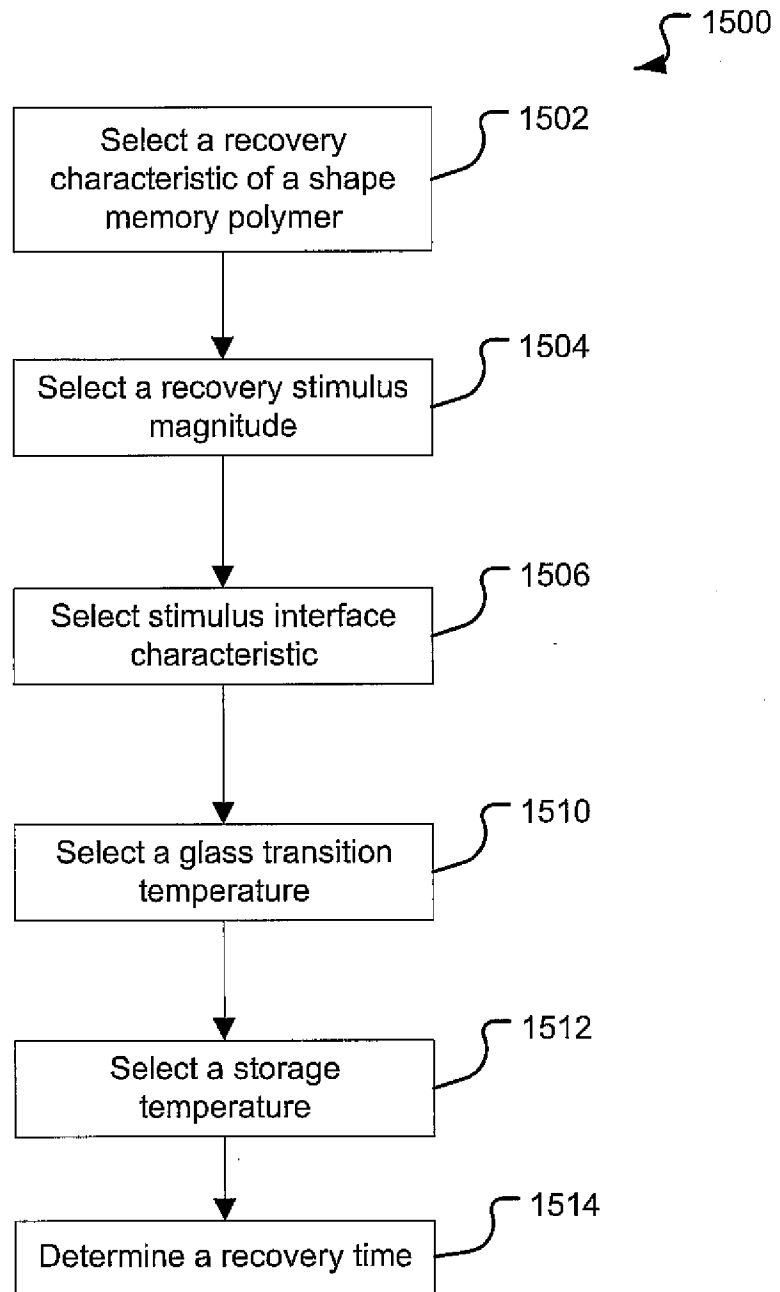 1500
1502
Select a recovery
characteristic of a shape
memory polymer
1504
Select a recovery stimulus
magnitude
1506
Select stimulus interface
characteristic
1510
Select a glass transition
temperature
1512
Select a storage
temperature
1514
Determine a recovery time